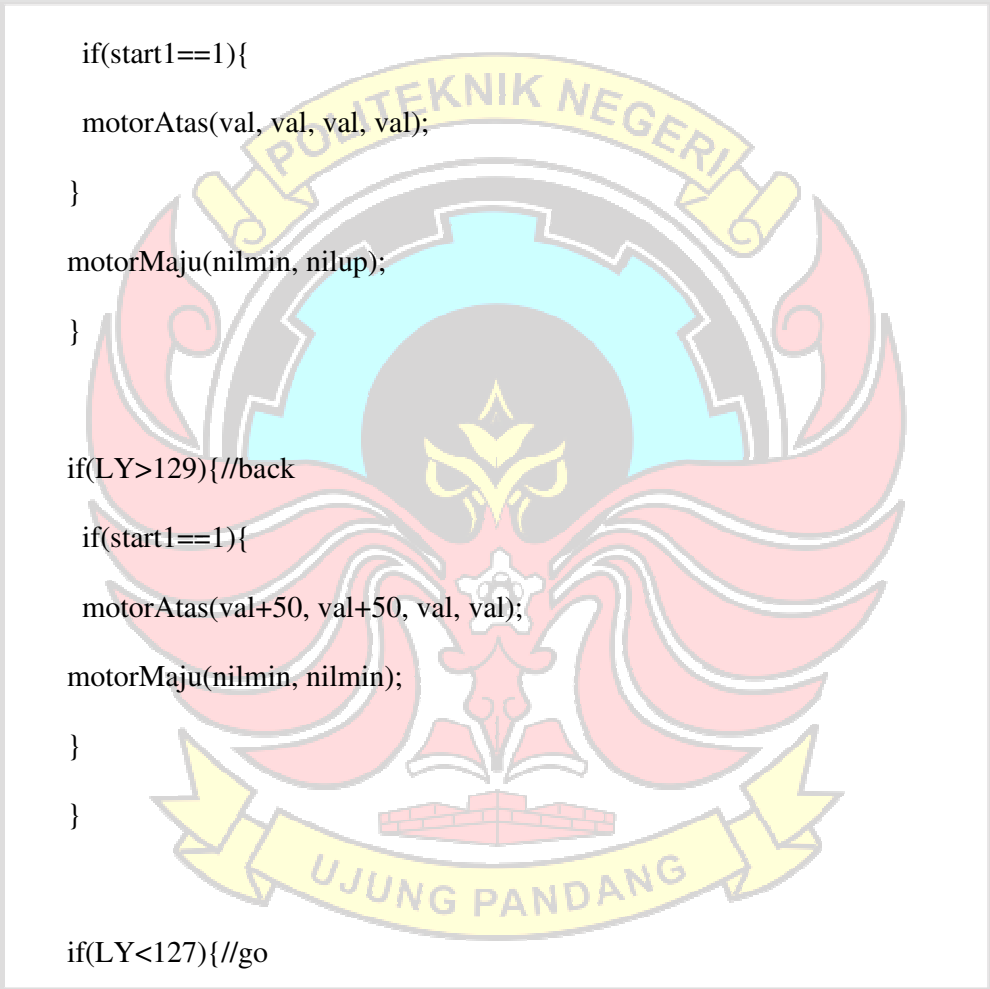 if(start1==1){
motorAtas(val, val, val, val);
}
motorMaju(nilmin, nilup);
}
if(LY>129){//back
if(start1==1){
motorAtas(val+50, val+50, val, val);
motorMaju(nilmin, nilmin);
}
}
if(LY<127){//go
POLITEKNIK NEGERI
UJUNG PANDANG